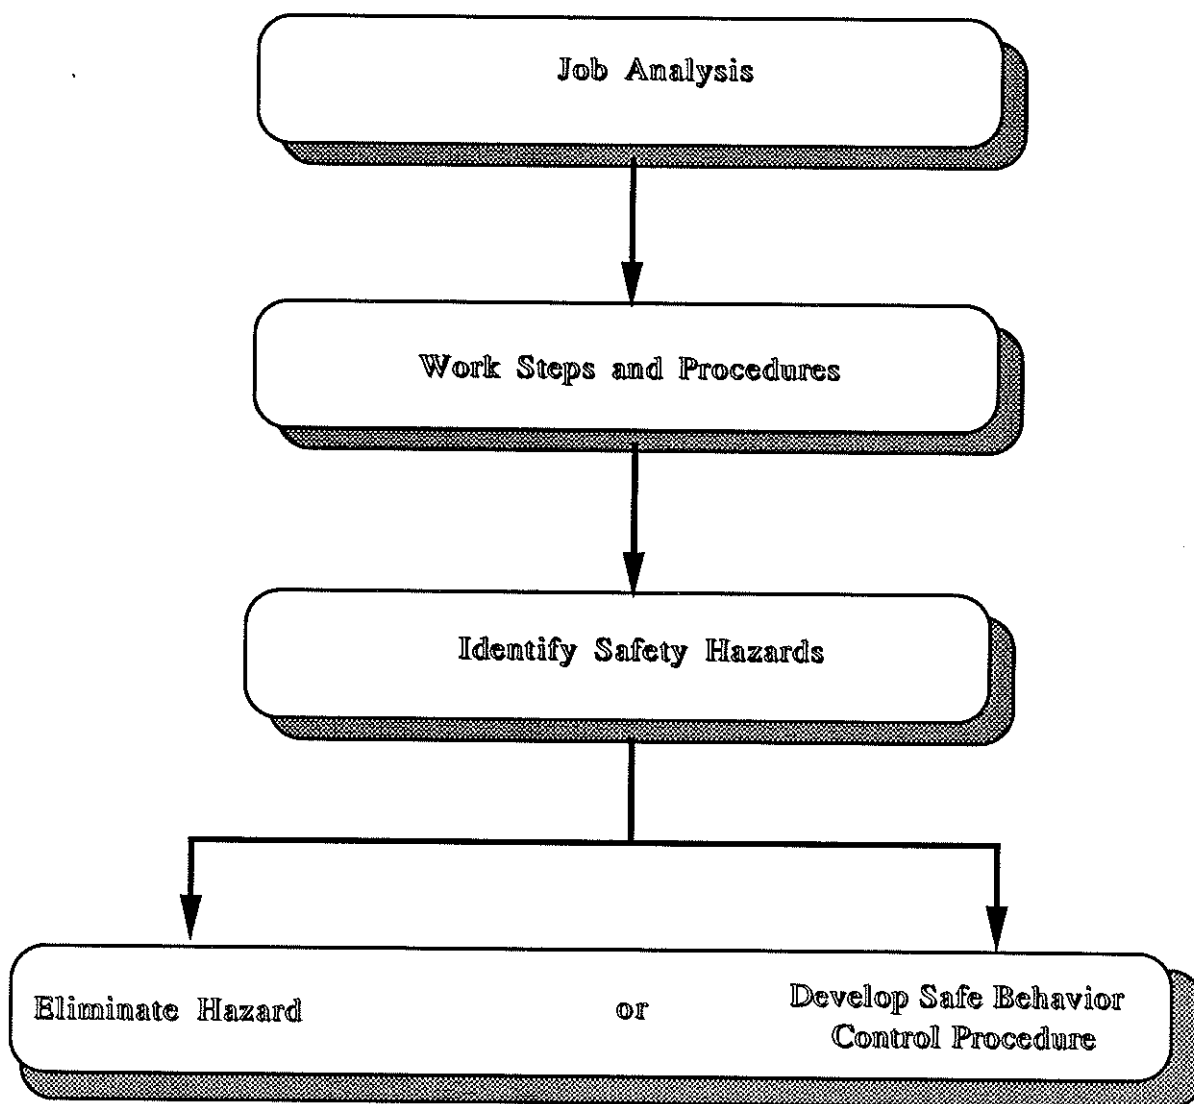 Job Analysis
Work Steps and Procedures
Identify Safety Hazards
Eliminate Hazard or Develop Safe Behavior
Control Procedure